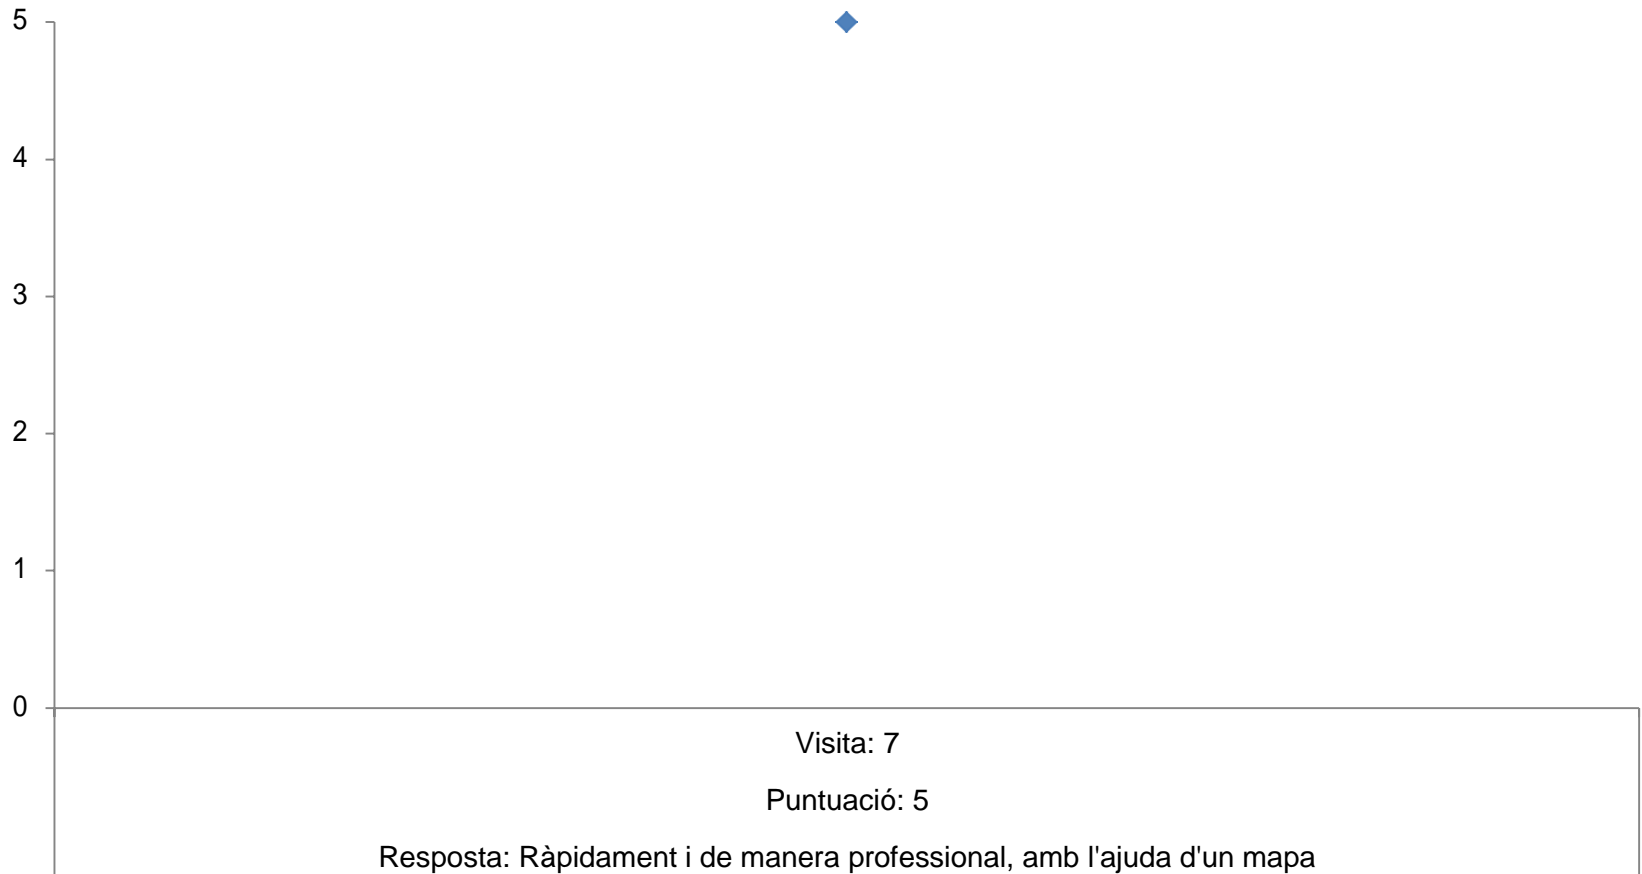 5
4
3
2
1
0
Visita: 7
Puntuació: 5
Resposta: Ràpidament i de manera professional, amb l'ajuda d'un mapa